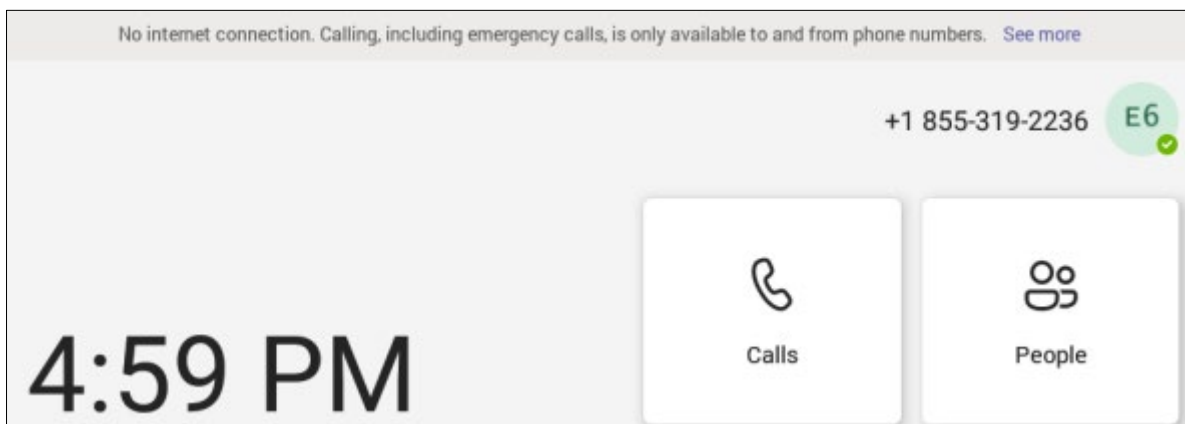 No internet connection. Calling, including emergency calls, is only available to and from phone numbers. See more
+1 855-319-2236 E6
Calls People
4:59 PM